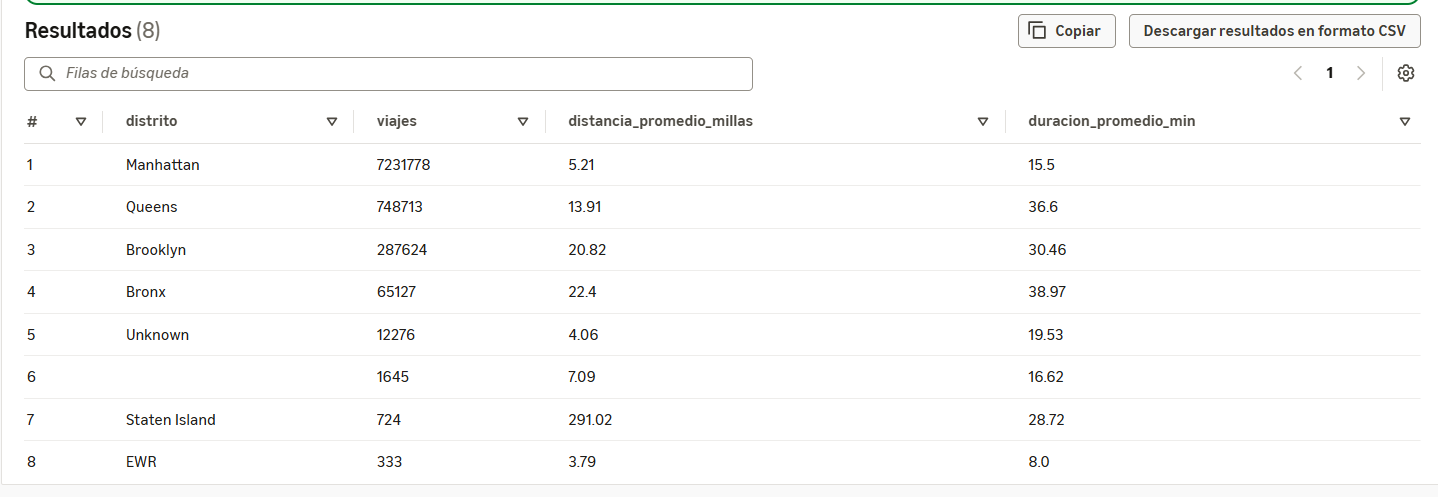 Resultados (8)
Copiar
Descargar resultados en formato CSV
Filas de búsqueda
1
# distrito viajes distancia_promedio_millas duracion_promedio_min
1 Manhattan 7231778 5.21 15.5
2 Queens 748713 13.91 36.6
3 Brooklyn 287624 20.82 30.46
4 Bronx 65127 22.4 38.97
5 Unknown 12276 4.06 19.53
6 1645 7.09 16.62
7 Staten Island 724 291.02 28.72
8 EWR 333 3.79 8.0